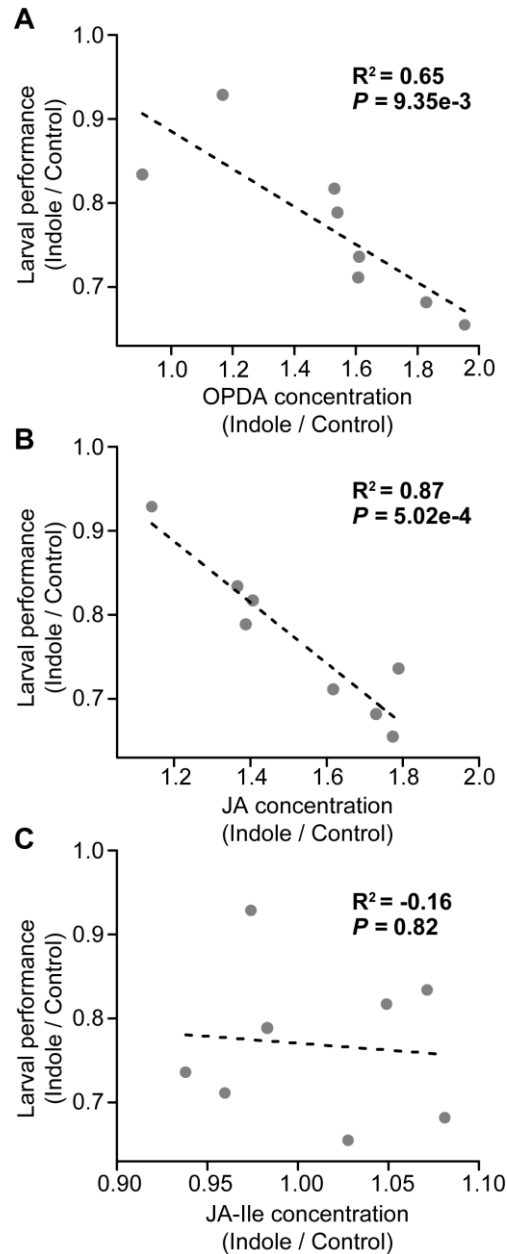 A
1.0
0.9
0.8
0.7
Larval performance
(Indole / Control)
R² = 0.65
P = 9.35e-3
1.0 1.2 1.4 1.6 1.8 2.0
OPDA concentration
(Indole / Control)
B
1.0
0.9
0.8
0.7
Larval performance
(Indole / Control)
R² = 0.87
P = 5.02e-4
1.2 1.4 1.6 1.8 2.0
JA concentration
(Indole / Control)
C
1.0
0.9
0.8
0.7
Larval performance
(Indole / Control)
R² = -0.16
P = 0.82
0.90 0.95 1.00 1.05 1.10
JA-Ile concentration
(Indole / Control)